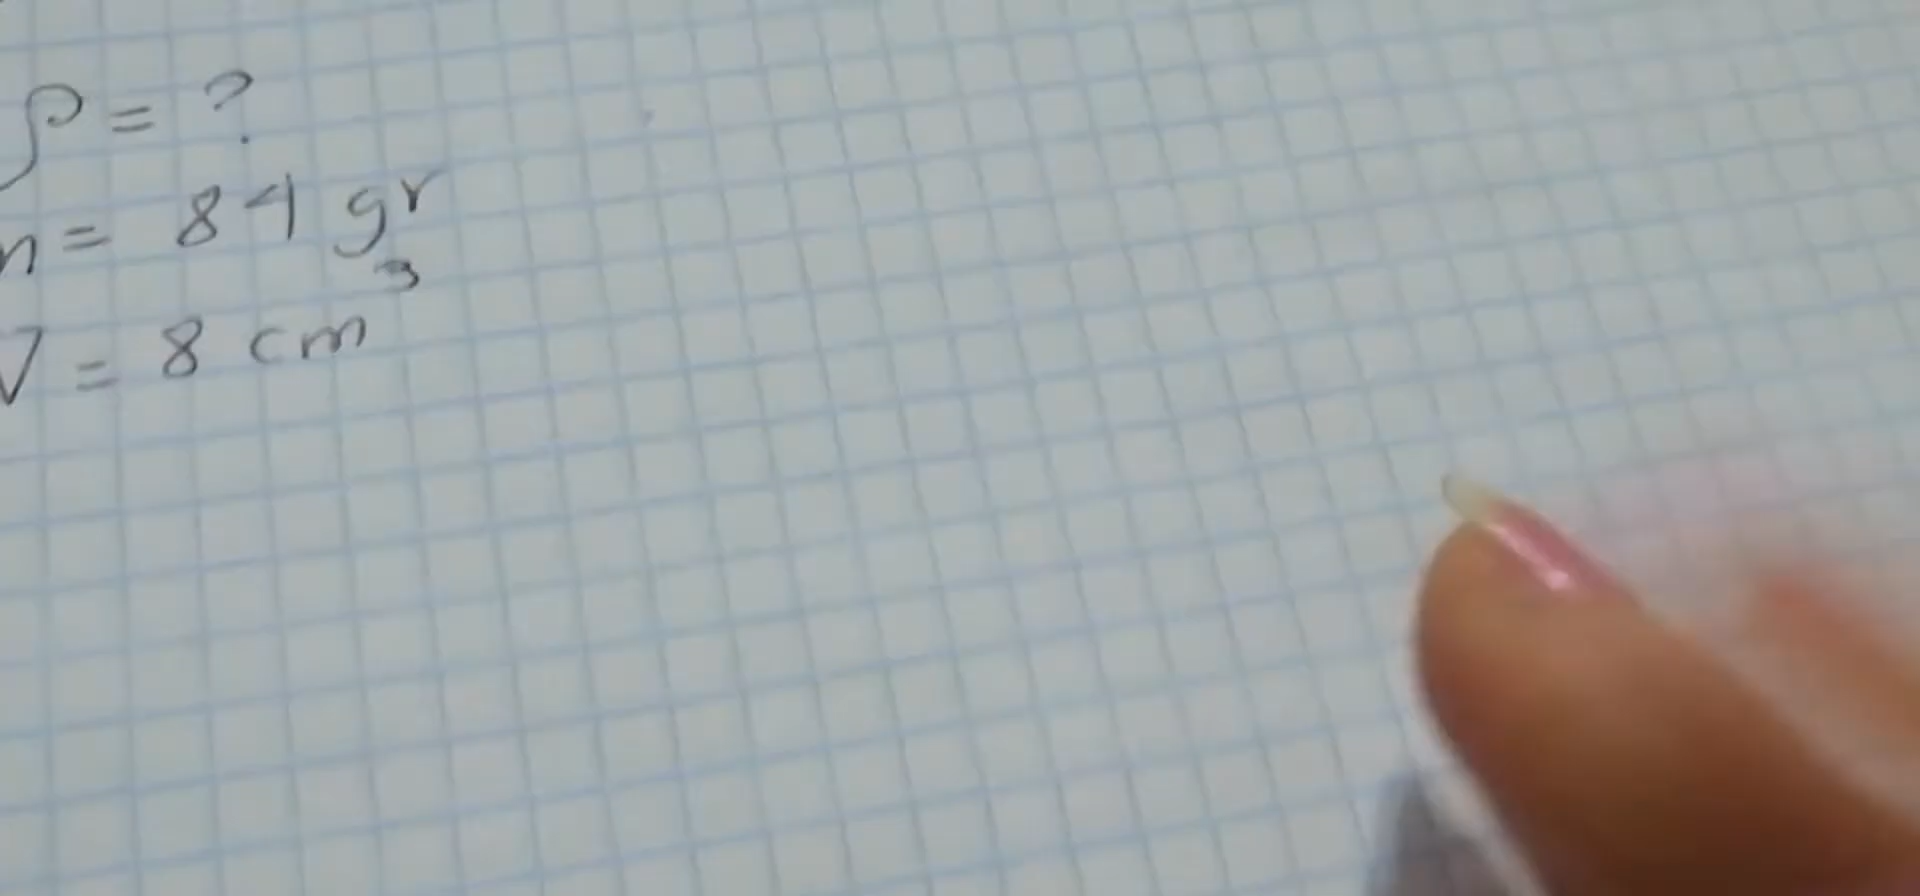 ρ = ?
m = 84 gr
V = 8 cm³